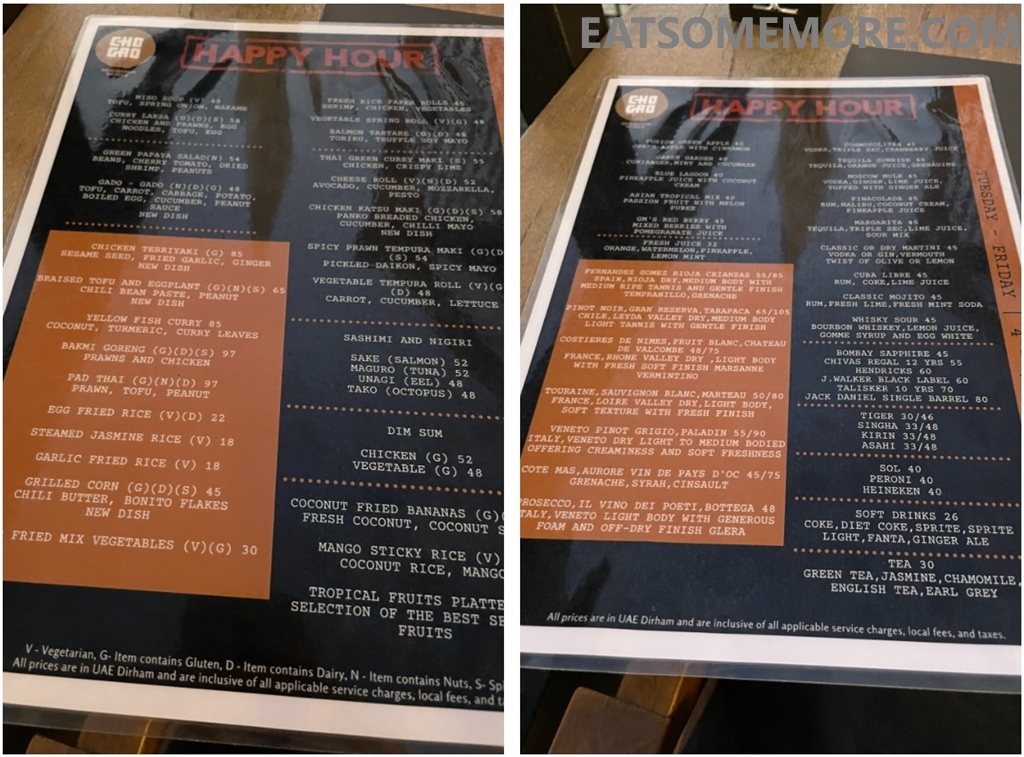 EATSOMEMORE.COM
CHO
GAO
HAPPY HOUR
MISO SOUP (V) 48
TOFU, SPRING ONION, WAKAME
CURRY LAKSA (G)(D)(S) 58
CHICKEN AND PRAWNS, EGG
NOODLES, TOFU, EGG
GREEN PAPAYA SALAD(N) 54
BEANS, CHERRY TOMATO, DRIED
SHRIMP, PEANUTS
GADO - GADO (N)(D)(G) 48
TOFU, CARROT, CABBAGE, POTATO,
BOILED EGG, CUCUMBER, PEANUT
SAUCE
NEW DISH
CHICKEN TERRIYAKI (G) 85
SESAME SEED, FRIED GARLIC, GINGER
NEW DISH
BRAISED TOFU AND EGGPLANT (G)(N)(S) 65
CHILI BEAN PASTE, PEANUT
NEW DISH
YELLOW FISH CURRY 85
COCONUT, TURMERIC, CURRY LEAVES
BAKMI GORENG (G)(D)(S) 97
PRAWNS AND CHICKEN
PAD THAI (G)(N)(D) 97
PRAWN, TOFU, PEANUT
EGG FRIED RICE (V)(D) 22
STEAMED JASMINE RICE (V) 18
GARLIC FRIED RICE (V) 18
GRILLED CORN (G)(D)(S) 45
CHILI BUTTER, BONITO FLAKES
NEW DISH
FRIED MIX VEGETABLES (V)(G) 30
FRESH RICE PAPER ROLLS 45
SHRIMP, CHICKEN, VEGETABLES
VEGETABLE SPRING ROLL (V)(G) 48
SALMON TARTARE (G)(D) 48
TOBIKO, TRUFFLE SOY MAYO
THAI GREEN CURRY MAKI (S) 55
CHICKEN, CRISPY LIME
CHEESE ROLL (V)(N)(D) 52
AVOCADO, CUCUMBER, MOZZARELLA,
PESTO
CHICKEN KATSU MAKI (G)(D)(S) 58
PANKO BREADED CHICKEN,
CUCUMBER, CHILLI MAYO
NEW DISH
SPICY PRAWN TEMPURA MAKI (G)(D)
(S) 54
PICKLED DAIKON, SPICY MAYO
VEGETABLE TEMPURA ROLL (V)(G)
(D) 48
CARROT, CUCUMBER, LETTUCE
SASHIMI AND NIGIRI
SAKE (SALMON) 52
MAGURO (TUNA) 52
UNAGI (EEL) 48
TAKO (OCTOPUS) 48
DIM SUM
CHICKEN (G) 52
VEGETABLE (G) 48
COCONUT FRIED BANANAS (G)(
FRESH COCONUT, COCONUT S
MANGO STICKY RICE (V)
COCONUT RICE, MANGO
TROPICAL FRUITS PLATTE
SELECTION OF THE BEST SE
FRUITS
V - Vegetarian, G- Item contains Gluten, D - Item contains Dairy, N - Item contains Nuts, S- Spi
All prices are in UAE Dirham and are inclusive of all applicable service charges, local fees, and t
CHO
GAO
HAPPY HOUR
FUSION GREEN APPLE 40
GREEN APPLE WITH CINNAMON
GREEN GARDEN 40
CORIANDER, MINT AND CUCUMBER
BLUE LAGOON 40
PINEAPPLE JUICE WITH COCONUT
CREAM
ASIAN TROPICAL MIX 40
PASSION FRUIT WITH MELON
PUREE
GM'S RED BERRY 45
MIXED BERRIES WITH
POMEGRANATE JUICE
FRESH JUICE 32
ORANGE, WATERMELON, PINEAPPLE,
LEMON MINT
FERNANDEZ GOMEZ RIOJA CRIANZAS 55/85
SPAIN, RIOJA DRY, MEDIUM BODY WITH
MEDIUM RIPE TANNIS AND GENTLE FINISH
TEMPRANILLO, GRENACHE
PINOT NOIR, GRAN RESERVA, TARAPACA 65/105
CHILE, LEYDA VALLEY DRY, MEDIUM BODY
LIGHT TANNIS WITH GENTLE FINISH
COSTIERES DE NIMES, FRUIT BLANC, CHATEAU
DE VALCOMBE 48/75
FRANCE, RHONE VALLEY DRY ,LIGHT BODY
WITH FRESH SOFT FINISH MARSANNE
VERMINTINO
TOURAINE, SAUVIGNON BLANC, MARTEAU 50/80
FRANCE, LOIRE VALLEY DRY, LIGHT BODY,
SOFT TEXTURE WITH FRESH FINISH
VENETO PINOT GRIGIO, PALADIN 55/90
ITALY, VENETO DRY LIGHT TO MEDIUM BODIED
OFFERING CREAMINESS AND SOFT FRESHNESS
COTE MAS, AURORE VIN DE PAYS D'OC 45/75
GRENACHE, SYRAH, CINSAULT
PROSECCO, IL VINO DEI POETI, BOTTEGA 48
ITALY, VENETO LIGHT BODY WITH GENEROUS
FOAM AND OFF-DRY FINISH GLERA
COSMOPOLITAN 45
VODKA, TRIPLE SEC, CRANBERRY JUICE
TEQUILA SUNRISE 45
TEQUILA, ORANGE JUICE, GRENADINE
MOSCOW MULE 45
VODKA, GINGER, LIME JUICE,
TOPPED WITH GINGER ALE
PINACOLADA 45
RUM, MALIBU, COCONUT CREAM,
PINEAPPLE JUICE
MARGARITA 45
TEQUILA, TRIPLE SEC, LIME JUICE,
SOUR MIX
CLASSIC OR DRY MARTINI 45
VODKA OR GIN, VERMOUTH
TWIST OF OLIVE OR LEMON
CUBA LIBRE 45
RUM, COKE, LIME JUICE
CLASSIC MOJITO 45
RUM, FRESH LIME, FRESH MINT SODA
WHISKY SOUR 45
BOURBON WHISKEY, LEMON JUICE,
GOMME SYRUP AND EGG WHITE
BOMBAY SAPPHIRE 45
CHIVAS REGAL 12 YRS 55
HENDRICKS 60
J.WALKER BLACK LABEL 60
TALISKER 10 YRS 70
JACK DANIEL SINGLE BARREL 80
TIGER 30/46
SINGHA 33/48
KIRIN 33/48
ASAHI 33/48
SOL 40
PERONI 40
HEINEKEN 40
SOFT DRINKS 26
COKE, DIET COKE, SPRITE, SPRITE
LIGHT, FANTA, GINGER ALE
TEA 30
GREEN TEA, JASMINE, CHAMOMILE,
ENGLISH TEA, EARL GREY
TUESDAY - FRIDAY | 4
All prices are in UAE Dirham and are inclusive of all applicable service charges, local fees, and taxes.